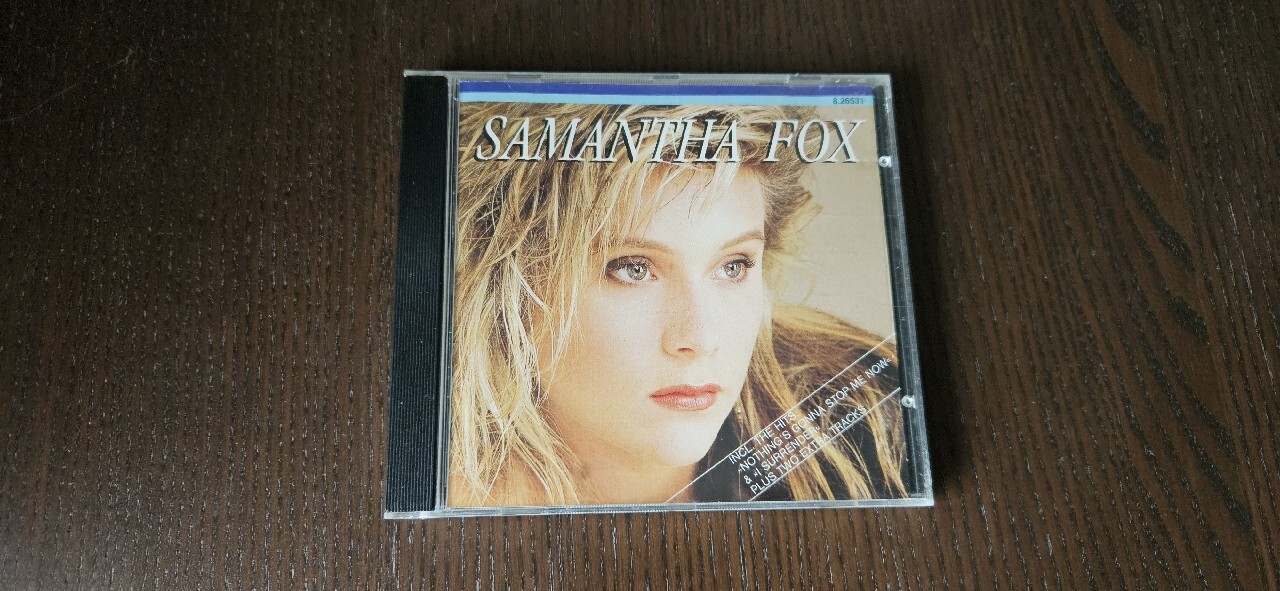 8.26531
SAMANTHA FOX
INCL. THE HITS
»NOTHING'S GONNA STOP ME NOW«
& »I SURRENDER«
PLUS TWO EXTRA TRACKS